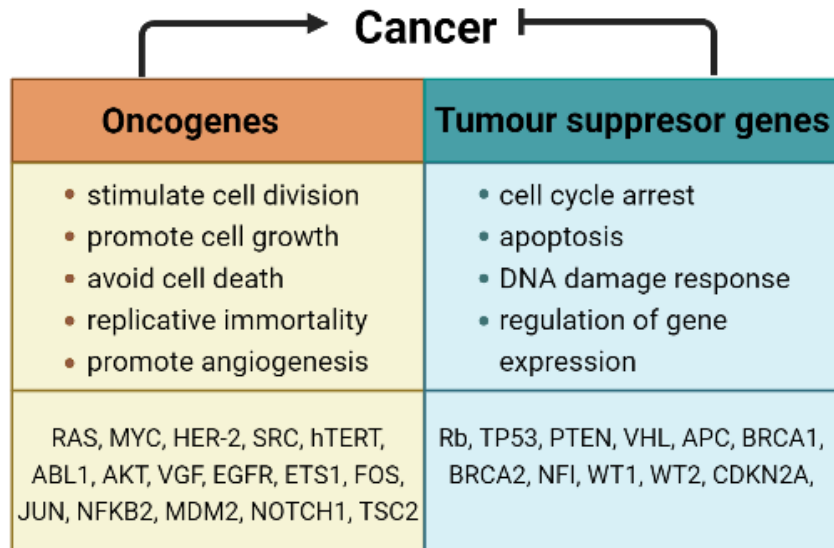 Cancer
Oncogenes
Tumour suppresor genes
• stimulate cell division
• promote cell growth
• avoid cell death
• replicative immortality
• promote angiogenesis
• cell cycle arrest
• apoptosis
• DNA damage response
• regulation of gene
expression
RAS, MYC, HER-2, SRC, hTERT,
ABL1, AKT, VGF, EGFR, ETS1, FOS,
JUN, NFKB2, MDM2, NOTCH1, TSC2
Rb, TP53, PTEN, VHL, APC, BRCA1,
BRCA2, NFI, WT1, WT2, CDKN2A,